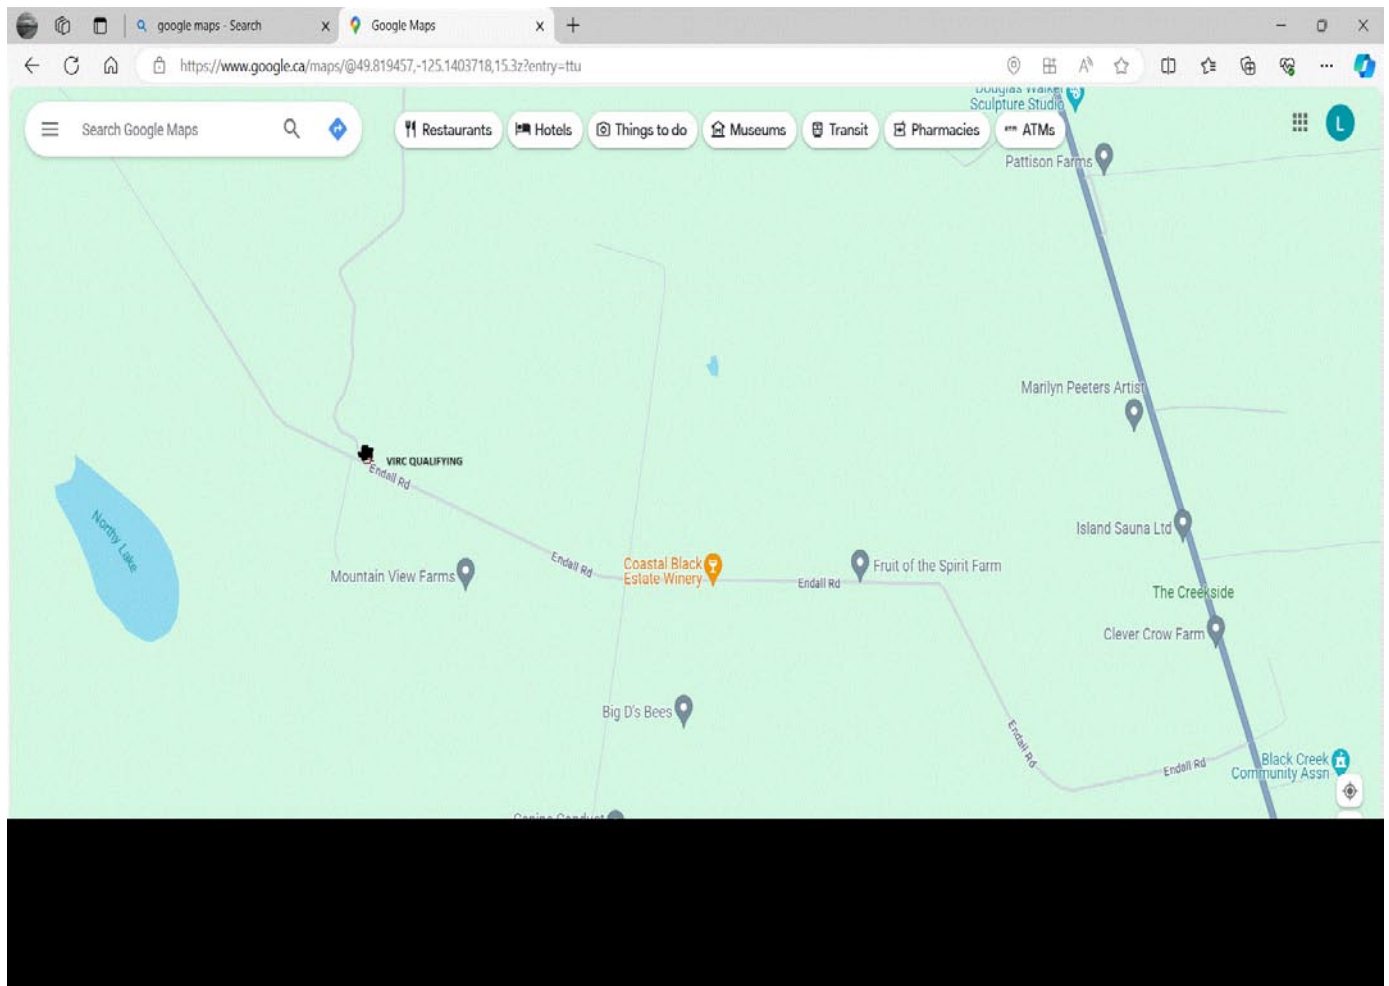 google maps - Search
Google Maps
https://www.google.ca/maps/@49.819457,-125.1403718,15.3z?entry=ttu
Search Google Maps
Restaurants
Hotels
Things to do
Museums
Transit
Pharmacies
ATMs
L
Douglas Walker
Sculpture Studio
Pattison Farms
Marilyn Peeters Artist
VIRC QUALIFYING
Endall Rd
Northy Lake
Island Sauna Ltd
Mountain View Farms
Endall Rd
Coastal Black
Estate Winery
Endall Rd
Fruit of the Spirit Farm
The Creekside
Clever Crow Farm
Big D's Bees
Endall Rd
Endall Rd
Black Creek
Community Assn
Canine Conduct